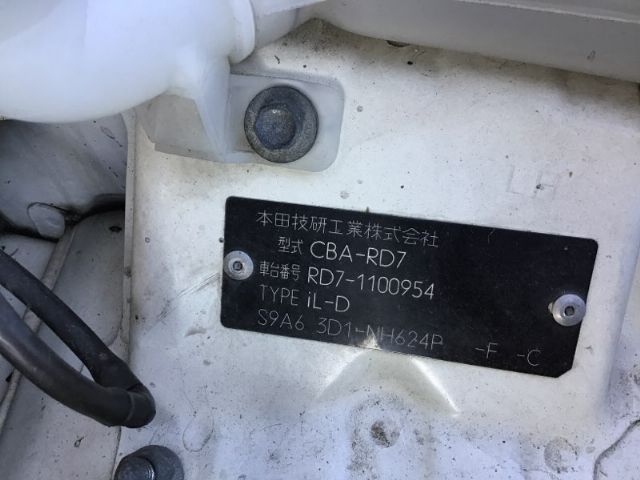 LH
本田技研工業株式会社
型式 CBA-RD7
車台番号 RD7-1100954
TYPE iL-D
S9A6 3D1-NH624P -F -C